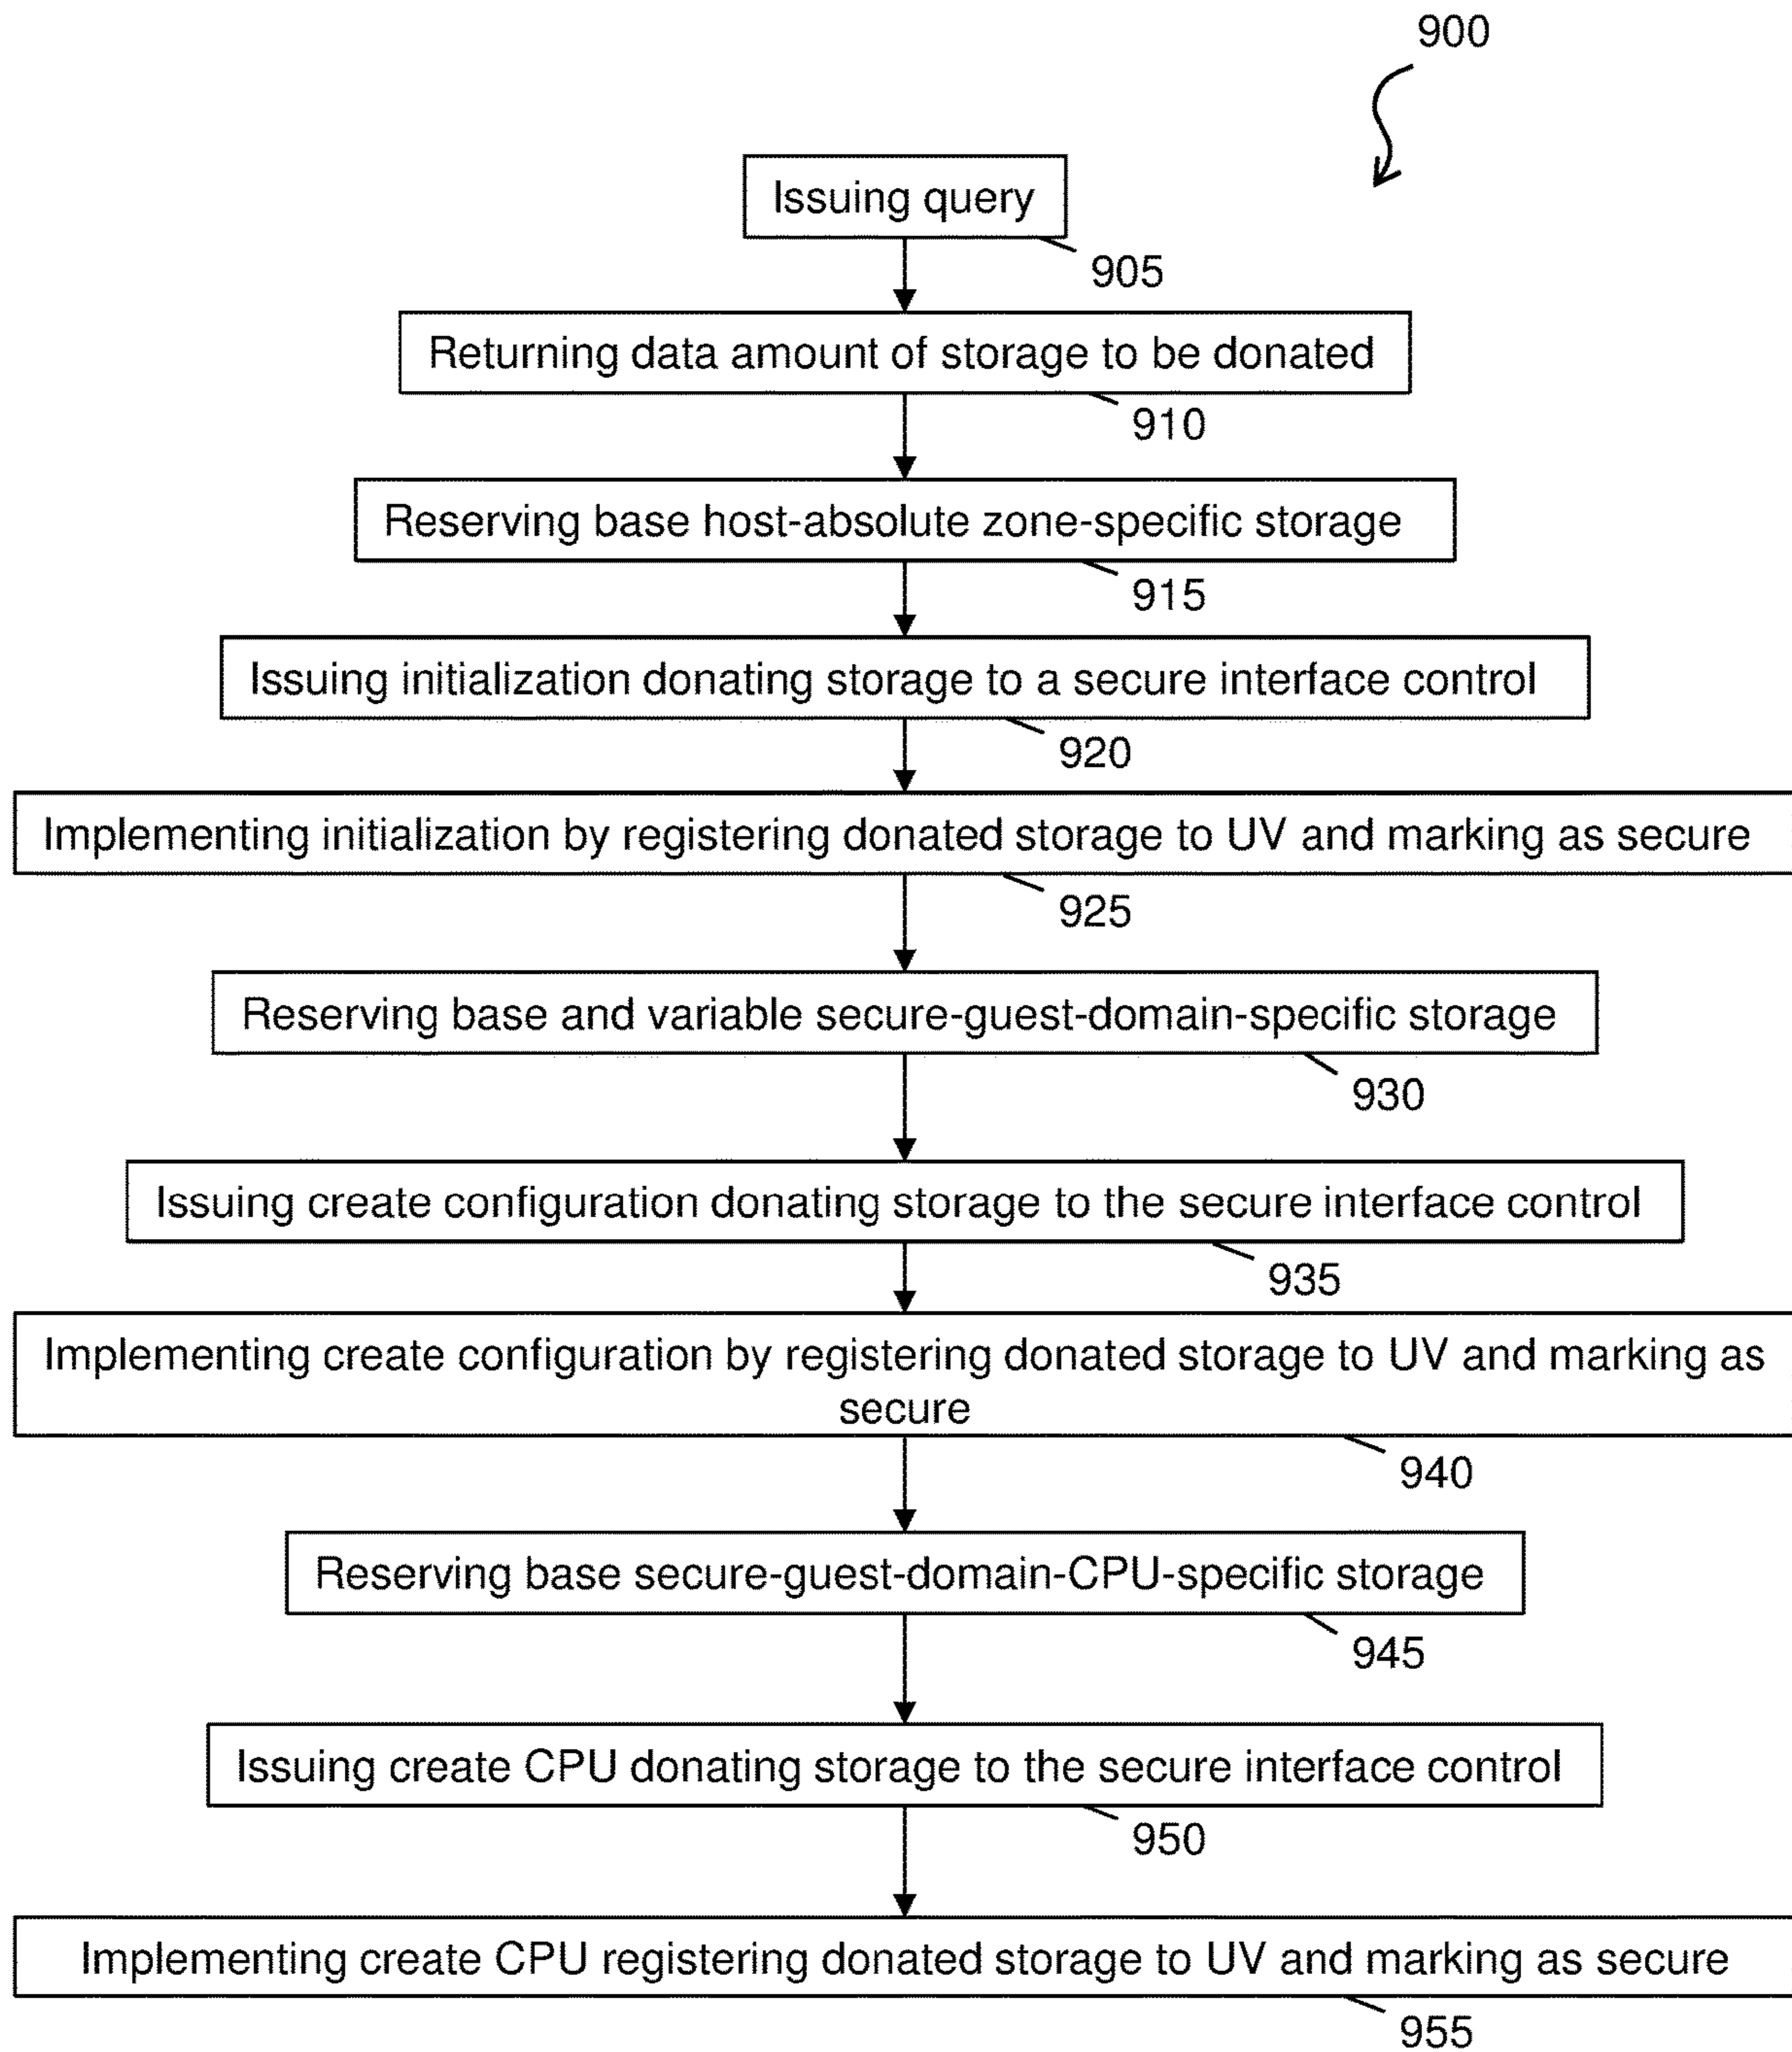 900
Issuing query
905
Returning data amount of storage to be donated
910
Reserving base host-absolute zone-specific storage
915
Issuing initialization donating storage to a secure interface control
920
Implementing initialization by registering donated storage to UV and marking as secure
925
Reserving base and variable secure-guest-domain-specific storage
930
Issuing create configuration donating storage to the secure interface control
935
Implementing create configuration by registering donated storage to UV and marking as
secure
940
Reserving base secure-guest-domain-CPU-specific storage
945
Issuing create CPU donating storage to the secure interface control
950
Implementing create CPU registering donated storage to UV and marking as secure
955